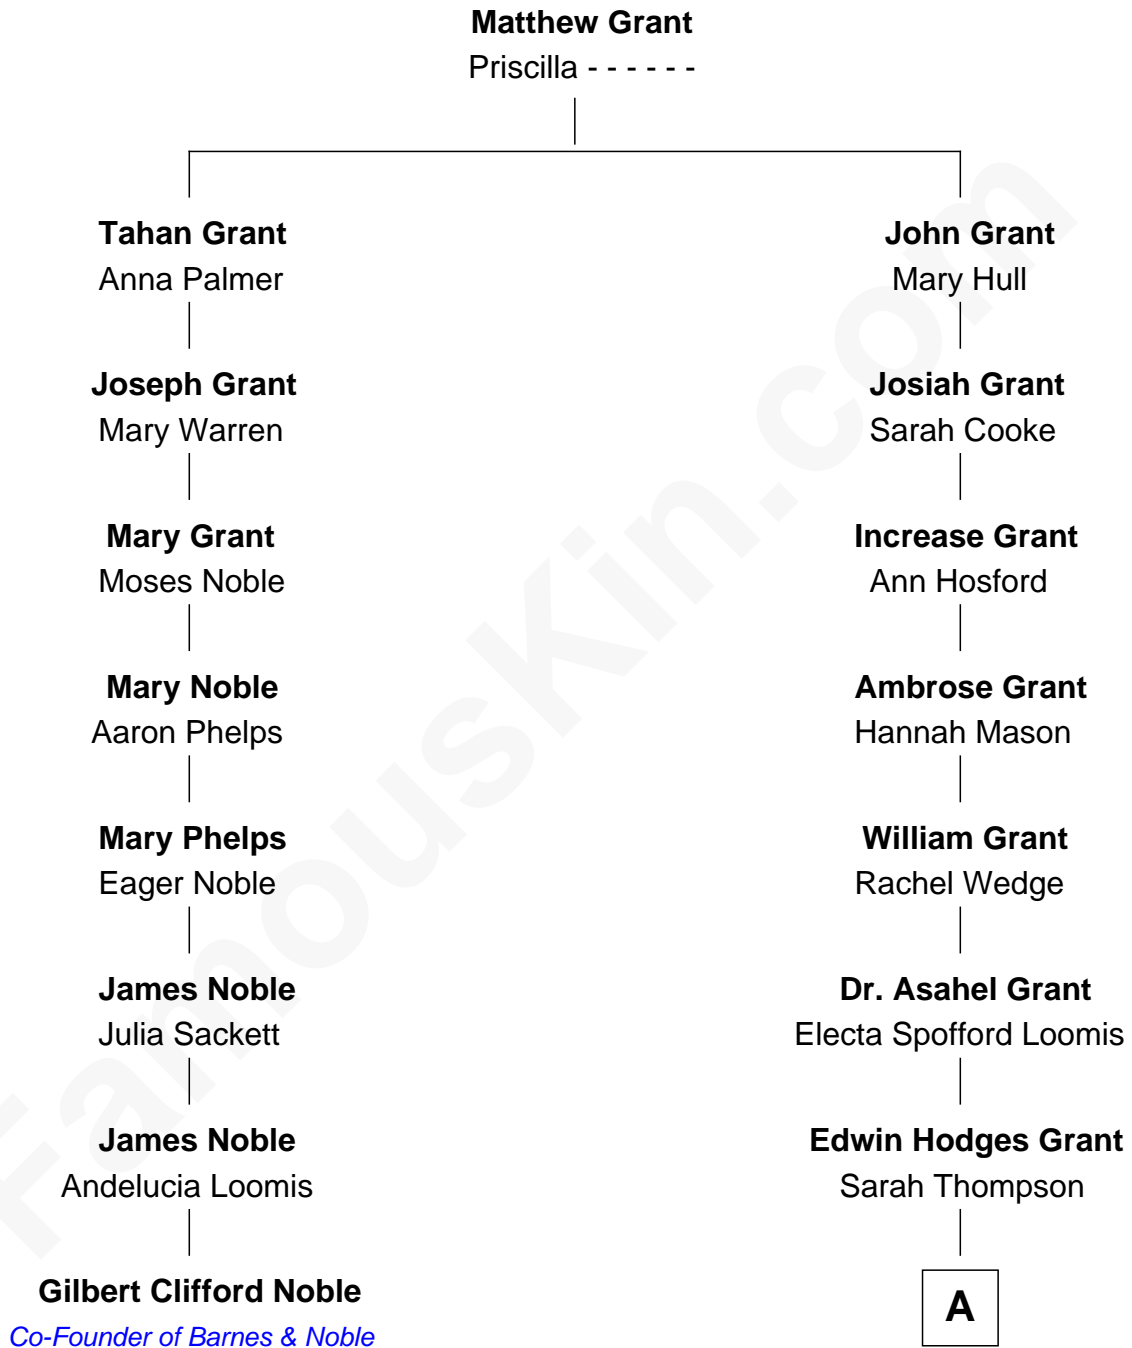 Matthew Grant
Priscilla - - - - - -
Tahan Grant
Anna Palmer
John Grant
Mary Hull
Joseph Grant
Mary Warren
Josiah Grant
Sarah Cooke
Mary Grant
Moses Noble
Increase Grant
Ann Hosford
Mary Noble
Aaron Phelps
Ambrose Grant
Hannah Mason
Mary Phelps
Eager Noble
William Grant
Rachel Wedge
James Noble
Julia Sackett
Dr. Asahel Grant
Electa Spofford Loomis
James Noble
Andelucia Loomis
Edwin Hodges Grant
Sarah Thompson
Gilbert Clifford Noble
Co-Founder of Barnes & Noble
A
FamousKin.com